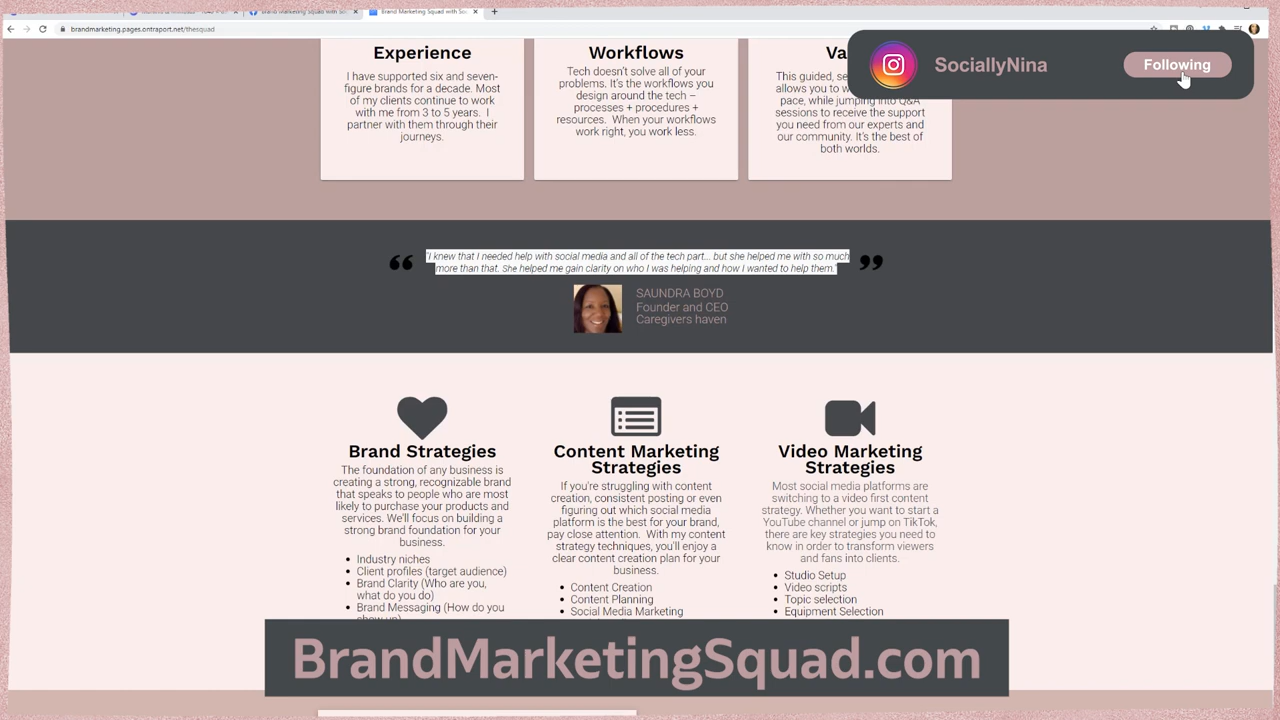 Brand Marketing Squad with So
brandmarketing.pages.ontraport.net/thesquad
SociallyNina
Following
Experience
I have supported six and seven-
figure brands for a decade. Most
of my clients continue to work
with me from 3 to 5 years. I
partner with them through their
journeys.
Workflows
Tech doesn't solve all of your
problems. It's the workflows you
design around the tech –
processes + procedures +
resources. When your workflows
work right, you work less.
This guided,
allows you to w
pace, while jumping into Q&A
sessions to receive the support
you need from our experts and
our community. It's the best of
both worlds.
"I knew that I needed help with social media and all of the tech part... but she helped me with so much
more than that. She helped me gain clarity on who I was helping and how I wanted to help them."
SAUNDRA BOYD
Founder and CEO
Caregivers haven
Brand Strategies
The foundation of any business is
creating a strong, recognizable brand
that speaks to people who are most
likely to purchase your products and
services. We'll focus on building a
strong brand foundation for your
business.
• Industry niches
• Client profiles (target audience)
• Brand Clarity (Who are you,
what do you do)
• Brand Messaging (How do you
show up)
Content Marketing
Strategies
If you're struggling with content
creation, consistent posting or even
figuring out which social media
platform is the best for your brand,
pay close attention. With my content
strategy techniques, you'll enjoy a
clear content creation plan for your
business.
• Content Creation
• Content Planning
• Social Media Marketing
Video Marketing
Strategies
Most social media platforms are
switching to a video first content
strategy. Whether you want to start a
YouTube channel or jump on TikTok,
there are key strategies you need to
know in order to transform viewers
and fans into clients.
• Studio Setup
• Video scripts
• Topic selection
• Equipment Selection
BrandMarketingSquad.com